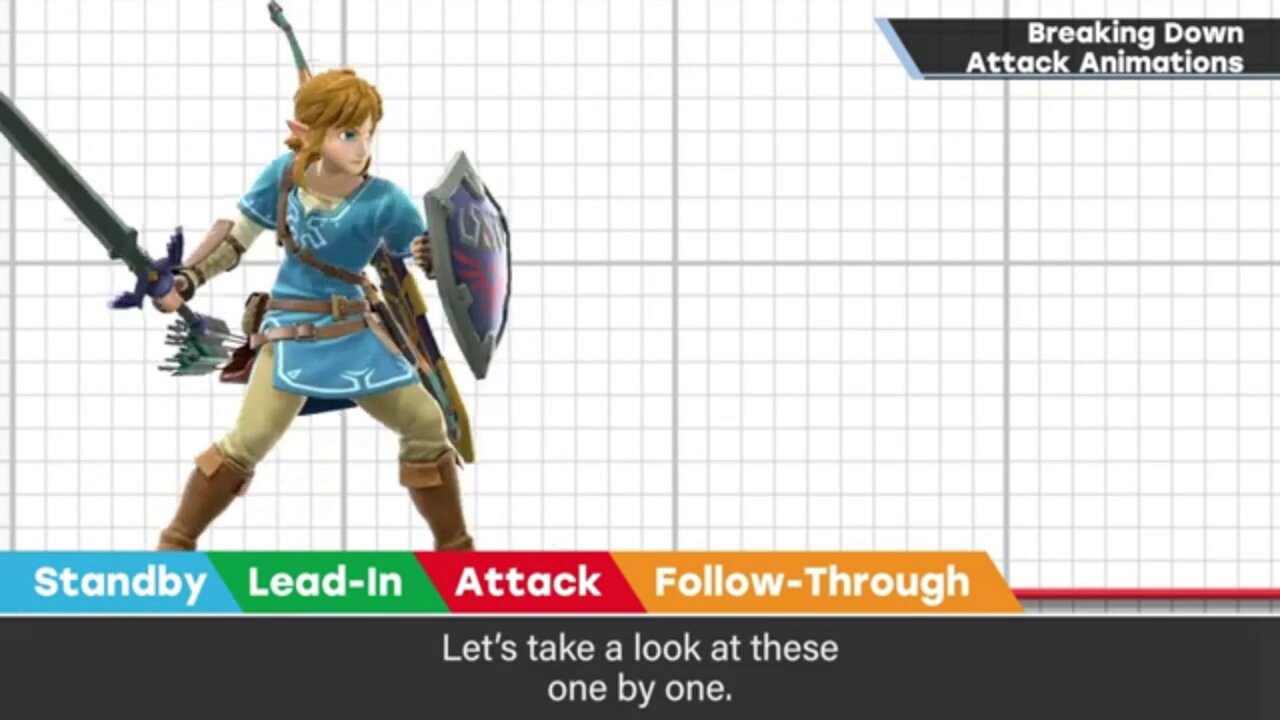 Breaking Down
Attack Animations
Standby Lead-In Attack Follow-Through
Let's take a look at these
one by one.